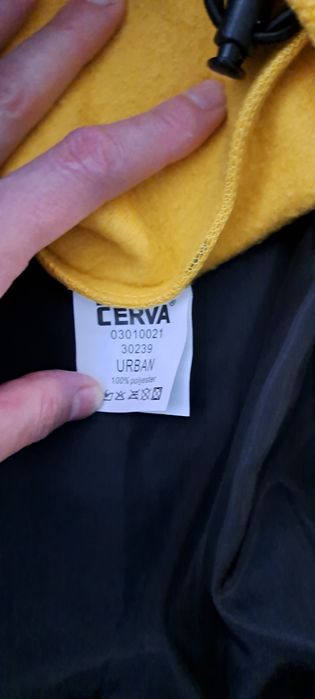 CERVA®
03010021
30239
URBAN
100% polyester